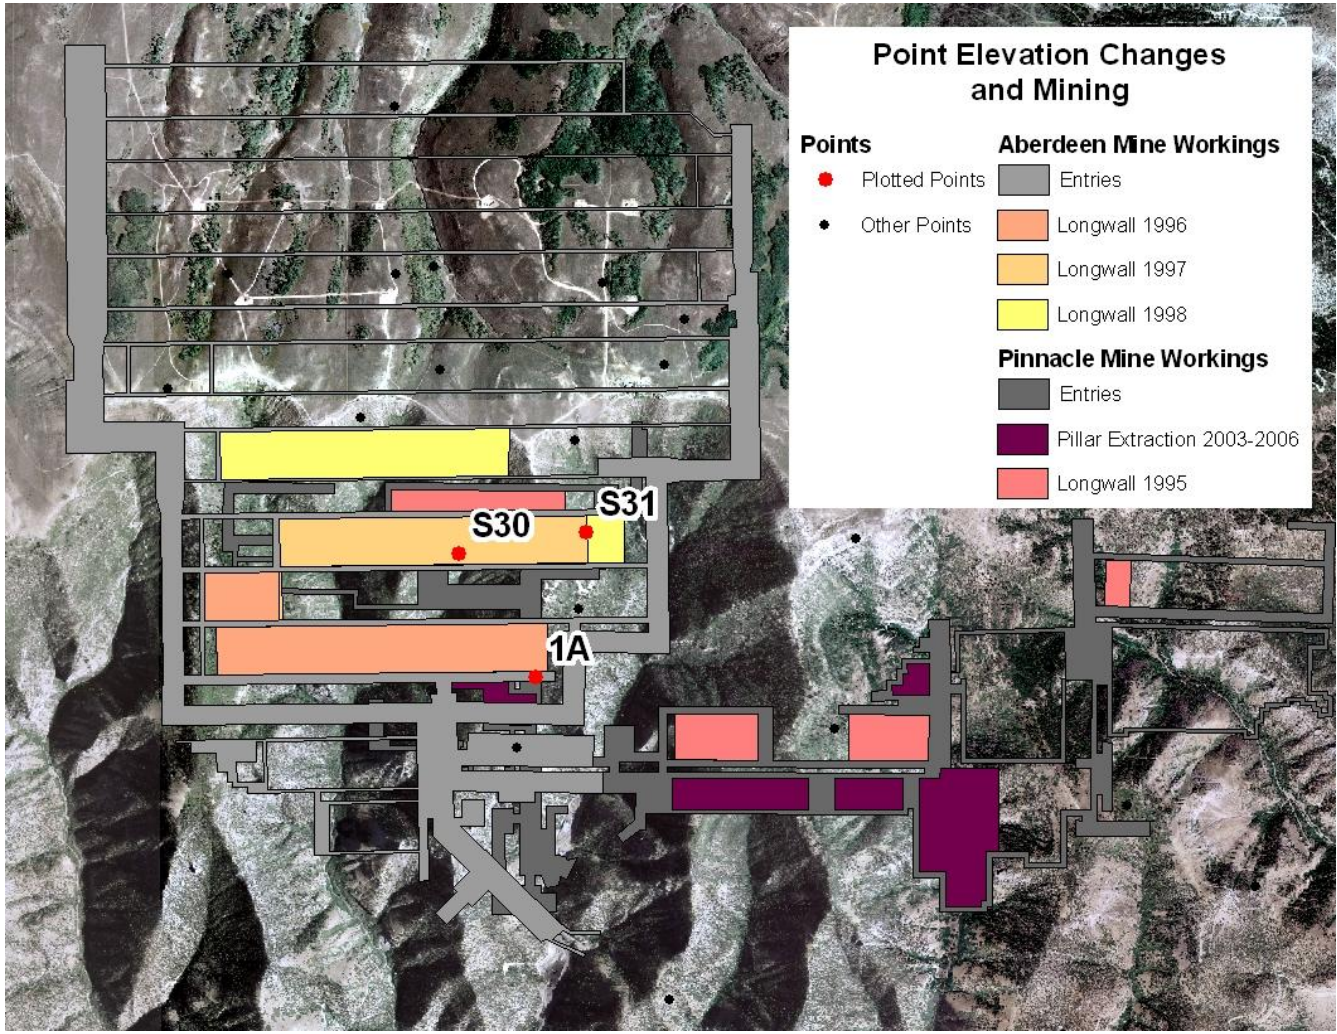 Point Elevation Changes
and Mining
Points
Plotted Points
Other Points
Aberdeen Mine Workings
Entries
Longwall 1996
Longwall 1997
Longwall 1998
Pinnacle Mine Workings
Entries
Pillar Extraction 2003-2006
Longwall 1995
S31
S30
1A